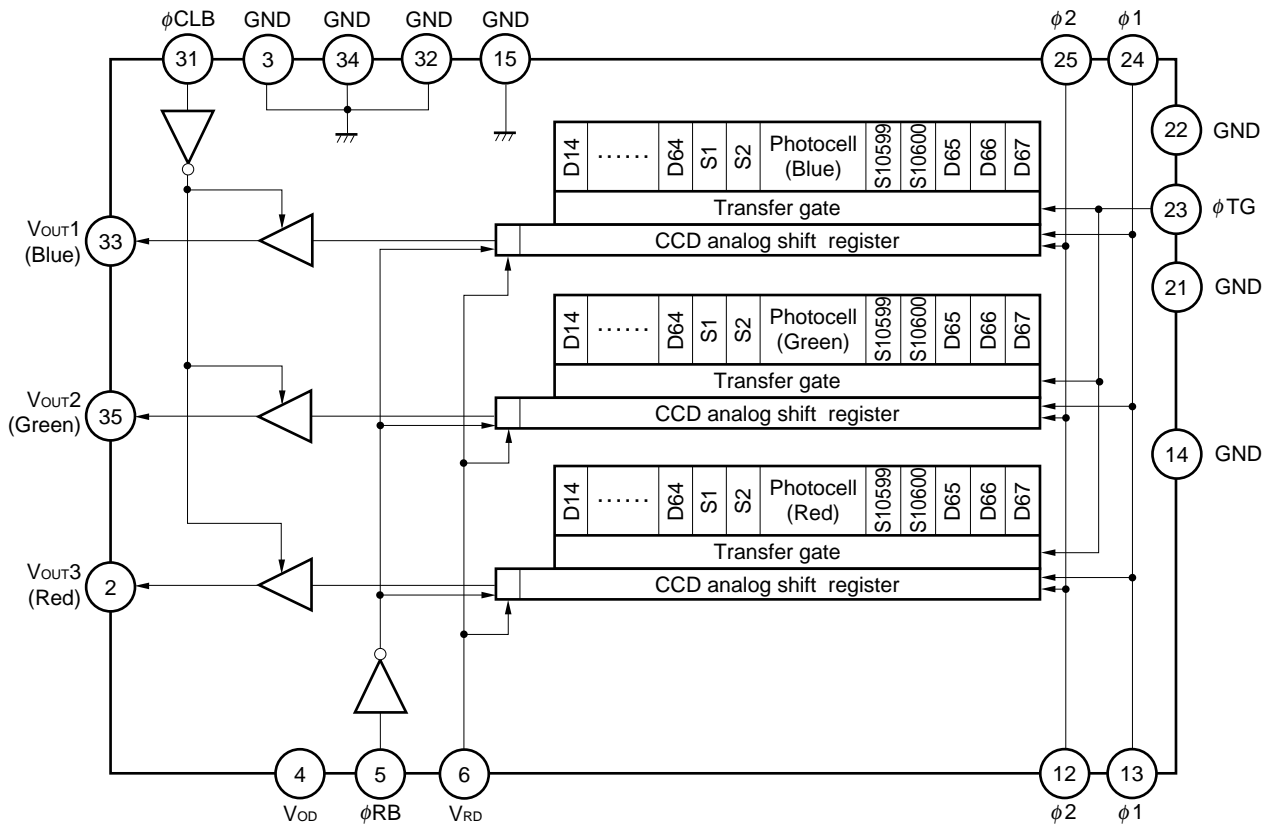 ϕCLB GND GND GND GND ϕ2 ϕ1
31 3 34 32 15 25 24
22 GND
D14 ...... D64 S1 S2 Photocell (Blue) S10599 S10600 D65 D66 D67
Transfer gate
23 ϕTG
VOUT1 (Blue) 33
CCD analog shift register
21 GND
D14 ...... D64 S1 S2 Photocell (Green) S10599 S10600 D65 D66 D67
Transfer gate
VOUT2 (Green) 35
CCD analog shift register
14 GND
D14 ...... D64 S1 S2 Photocell (Red) S10599 S10600 D65 D66 D67
Transfer gate
VOUT3 (Red) 2
CCD analog shift register
4 5 6 12 13
VOD ϕRB VRD ϕ2 ϕ1